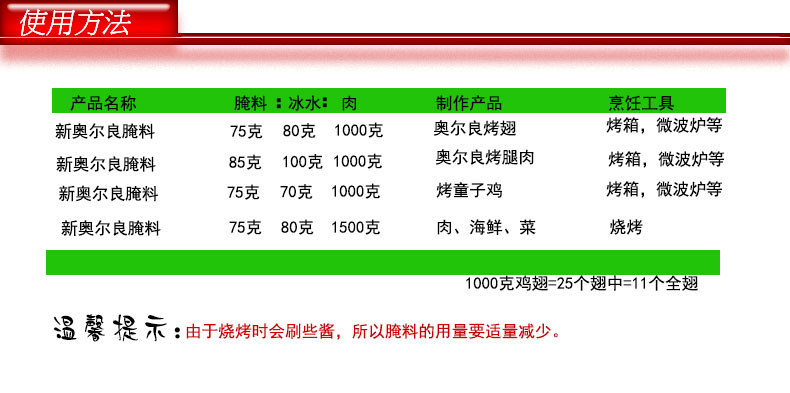 使用方法
产品名称 腌料 : 冰水: 肉 制作产品 烹饪工具
新奥尔良腌料 75克 80克 1000克 奥尔良烤翅 烤箱，微波炉等
新奥尔良腌料 85克 100克 1000克 奥尔良烤腿肉 烤箱，微波炉等
新奥尔良腌料 75克 70克 1000克 烤童子鸡 烤箱，微波炉等
新奥尔良腌料 75克 80克 1500克 肉、海鲜、菜 烧烤
1000克鸡翅=25个翅中=11个全翅
温馨提示:由于烧烤时会刷些酱，所以腌料的用量要适量减少。